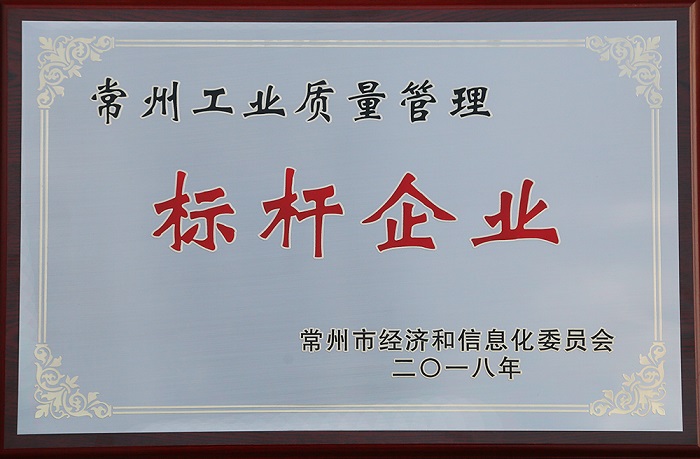 常州工业质量管理
标杆企业
常州市经济和信息化委员会
二〇一八年